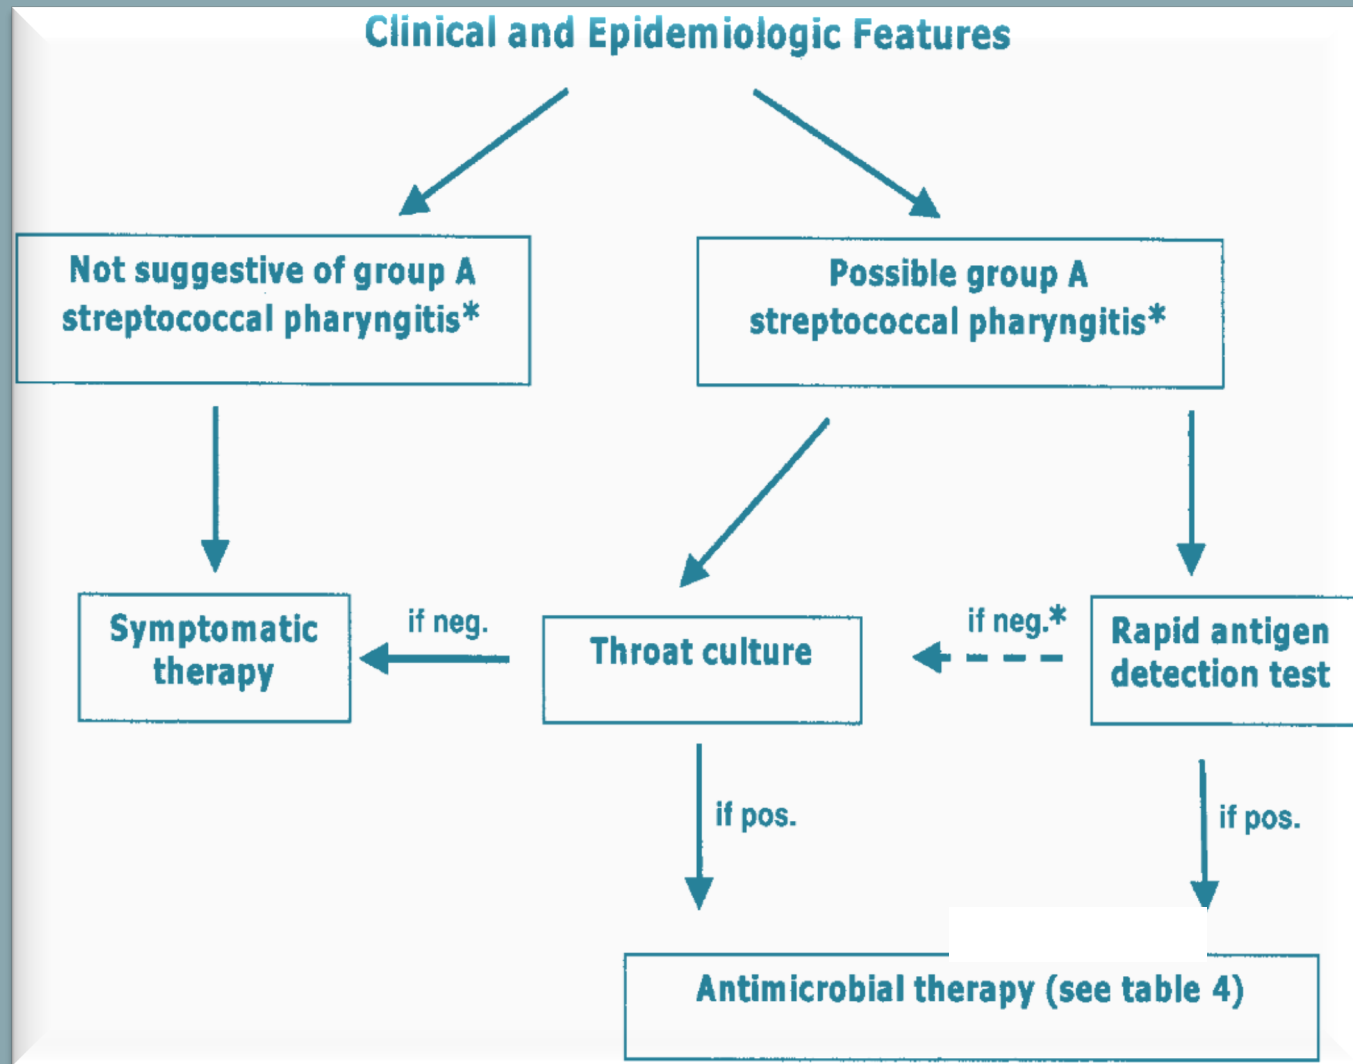 Clinical and Epidemiologic Features
Not suggestive of group A
streptococcal pharyngitis*
Possible group A
streptococcal pharyngitis*
Symptomatic
therapy
if neg.
Throat culture
if neg.*
Rapid antigen
detection test
if pos.
if pos.
Antimicrobial therapy (see table 4)